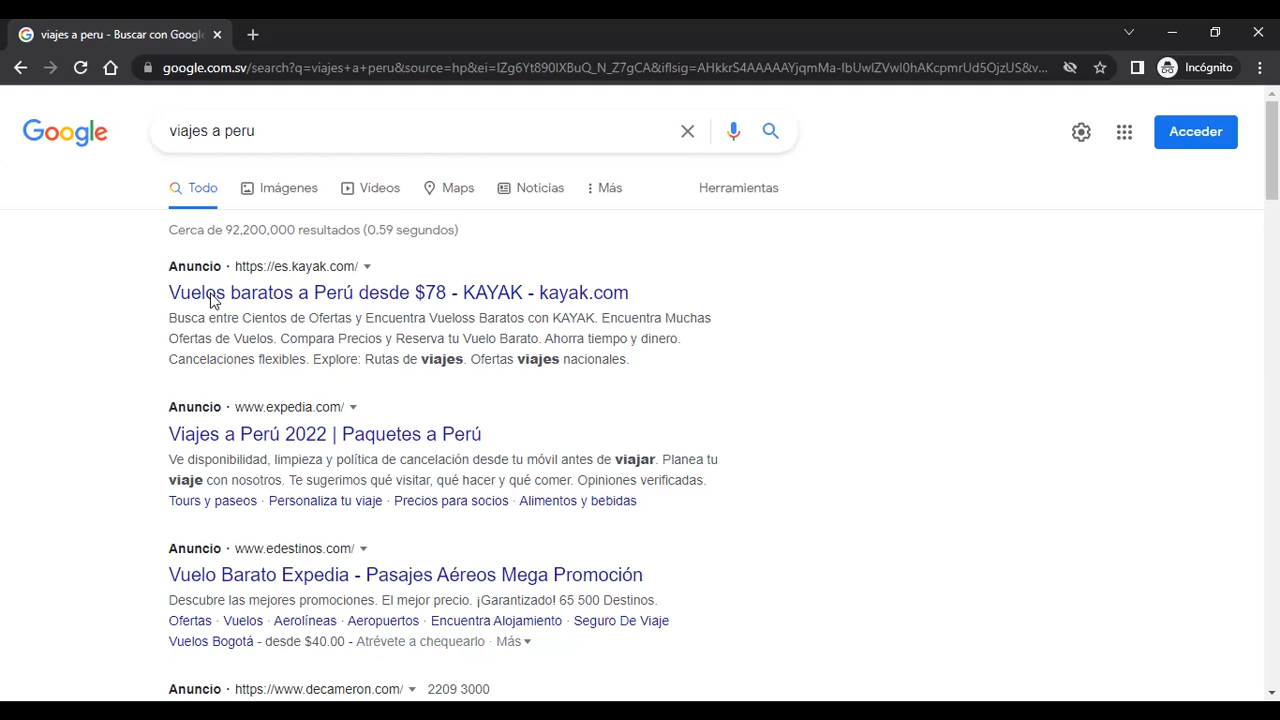 viajes a peru - Buscar con Google
Incógnito
google.com.sv/search?q=viajes+a+peru&source=hp&ei=IZg6Yt890IXBuQ_N_Z7gCA&iflsig=AHkkrS4AAAAAYjqmMa-IbUwIZVwI0hAKcpmrUd5OjzUS&v...
Google
viajes a peru
Acceder
Todo Imágenes Videos Maps Noticias Más Herramientas
Cerca de 92,200,000 resultados (0.59 segundos)
Anuncio · https://es.kayak.com/
Vuelos baratos a Perú desde $78 - KAYAK - kayak.com
Busca entre Cientos de Ofertas y Encuentra Vueloss Baratos con KAYAK. Encuentra Muchas
Ofertas de Vuelos. Compara Precios y Reserva tu Vuelo Barato. Ahorra tiempo y dinero.
Cancelaciones flexibles. Explore: Rutas de viajes. Ofertas viajes nacionales.
Anuncio · www.expedia.com/
Viajes a Perú 2022 | Paquetes a Perú
Ve disponibilidad, limpieza y política de cancelación desde tu móvil antes de viajar. Planea tu
viaje con nosotros. Te sugerimos qué visitar, qué hacer y qué comer. Opiniones verificadas.
Tours y paseos · Personaliza tu viaje · Precios para socios · Alimentos y bebidas
Anuncio · www.edestinos.com/
Vuelo Barato Expedia - Pasajes Aéreos Mega Promoción
Descubre las mejores promociones. El mejor precio. ¡Garantizado! 65 500 Destinos.
Ofertas · Vuelos · Aerolíneas · Aeropuertos · Encuentra Alojamiento · Seguro De Viaje
Vuelos Bogotá - desde $40.00 - Atrévete a chequearlo · Más
Anuncio · https://www.decameron.com/ 2209 3000